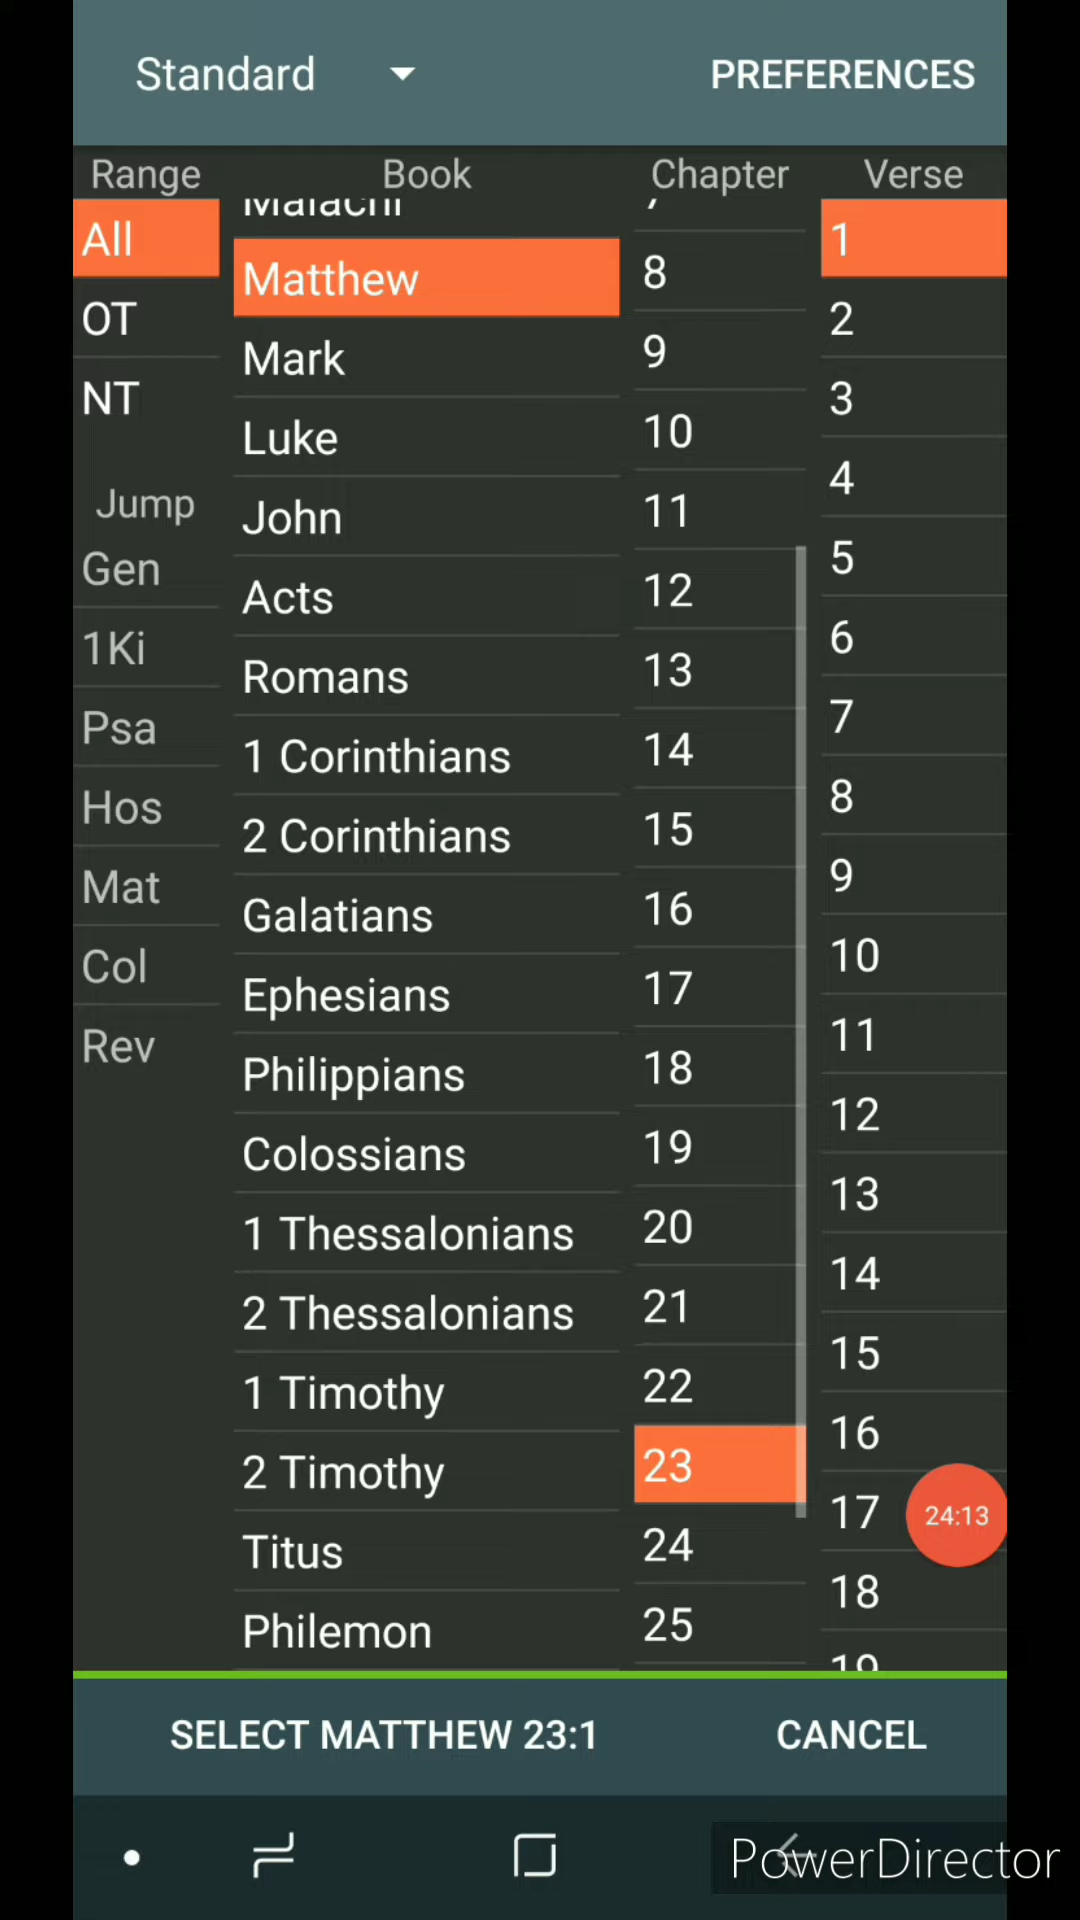 Standard
PREFERENCES
Range Book Chapter Verse
All
OT
NT
Jump
Gen
1Ki
Psa
Hos
Mat
Col
Rev
Malachi
Matthew
Mark
Luke
John
Acts
Romans
1 Corinthians
2 Corinthians
Galatians
Ephesians
Philippians
Colossians
1 Thessalonians
2 Thessalonians
1 Timothy
2 Timothy
Titus
Philemon
7
8
9
10
11
12
13
14
15
16
17
18
19
20
21
22
23
24
25
1
2
3
4
5
6
7
8
9
10
11
12
13
14
15
16
17
18
19
24:13
SELECT MATTHEW 23:1
CANCEL
PowerDirector